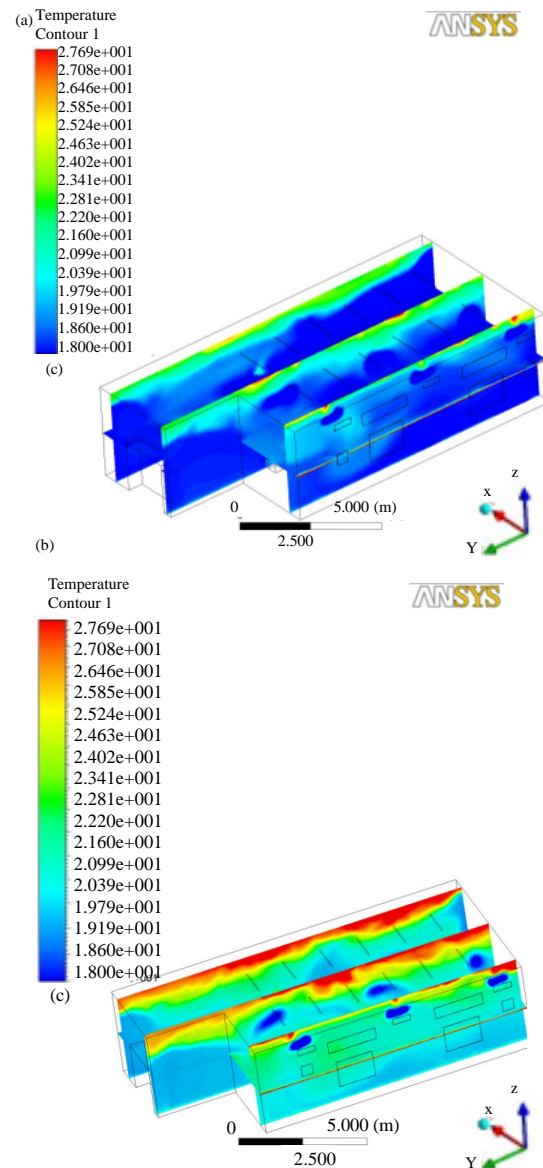 (a) Temperature
Contour 1
ANSYS
2.769e+001
2.708e+001
2.646e+001
2.585e+001
2.524e+001
2.463e+001
2.402e+001
2.341e+001
2.281e+001
2.220e+001
2.160e+001
2.099e+001
2.039e+001
1.979e+001
1.919e+001
1.860e+001
1.800e+001
(c)
0 5.000 (m)
2.500
z
x
Y
(b)
Temperature
Contour 1
ANSYS
2.769e+001
2.708e+001
2.646e+001
2.585e+001
2.524e+001
2.463e+001
2.402e+001
2.341e+001
2.281e+001
2.220e+001
2.160e+001
2.099e+001
2.039e+001
1.979e+001
1.919e+001
1.860e+001
1.800e+001
(c)
0 5.000 (m)
2.500
z
x
Y